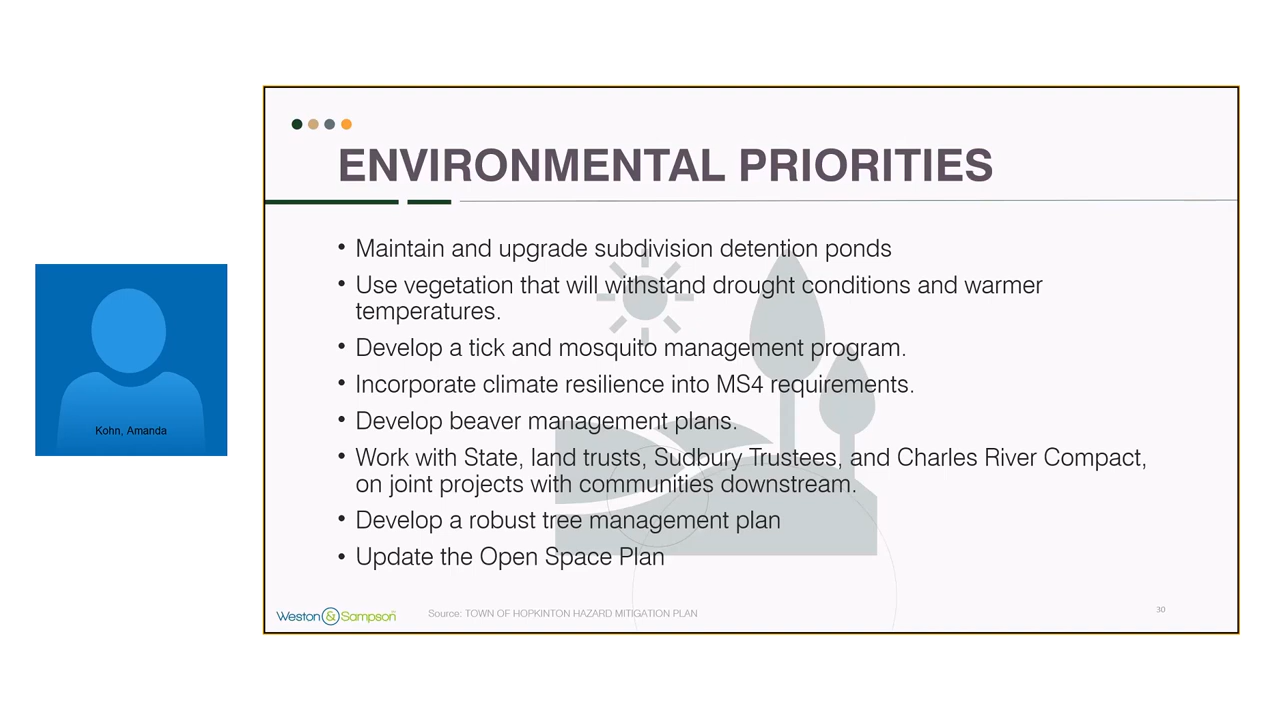 ENVIRONMENTAL PRIORITIES
• Maintain and upgrade subdivision detention ponds
• Use vegetation that will withstand drought conditions and warmer
temperatures.
• Develop a tick and mosquito management program.
• Incorporate climate resilience into MS4 requirements.
• Develop beaver management plans.
• Work with State, land trusts, Sudbury Trustees, and Charles River Compact,
on joint projects with communities downstream.
• Develop a robust tree management plan
• Update the Open Space Plan
Kohn, Amanda
Weston & Sampson
Source: TOWN OF HOPKINTON HAZARD MITIGATION PLAN
30